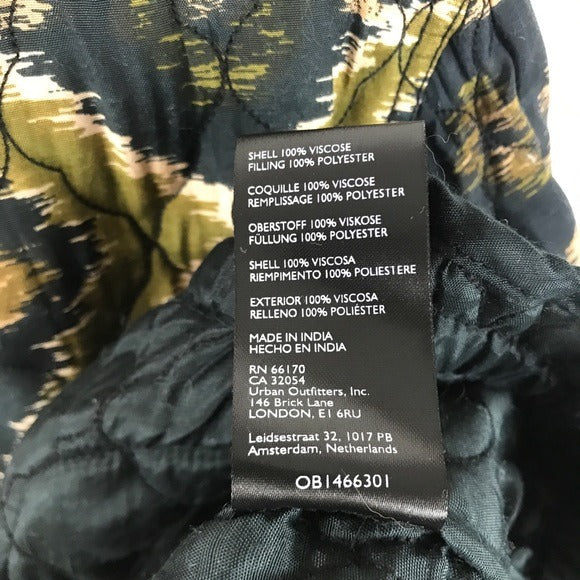 SHELL 100% VISCOSE
FILLING 100% POLYESTER
COQUILLE 100% VISCOSE
REMPLISSAGE 100% POLYESTER
OBERSTOFF 100% VISKOSE
FÜLLUNG 100% POLYESTER
SHELL 100% VISCOSA
RIEMPIMENTO 100% POLIESTERE
EXTERIOR 100% VISCOSA
RELLENO 100% POLIÉSTER
MADE IN INDIA
HECHO EN INDIA
RN 66170
CA 32054
Urban Outfitters, Inc.
146 Brick Lane
LONDON, E1 6RU
Leidsestraat 32, 1017 PB
Amsterdam, Netherlands
OB1466301